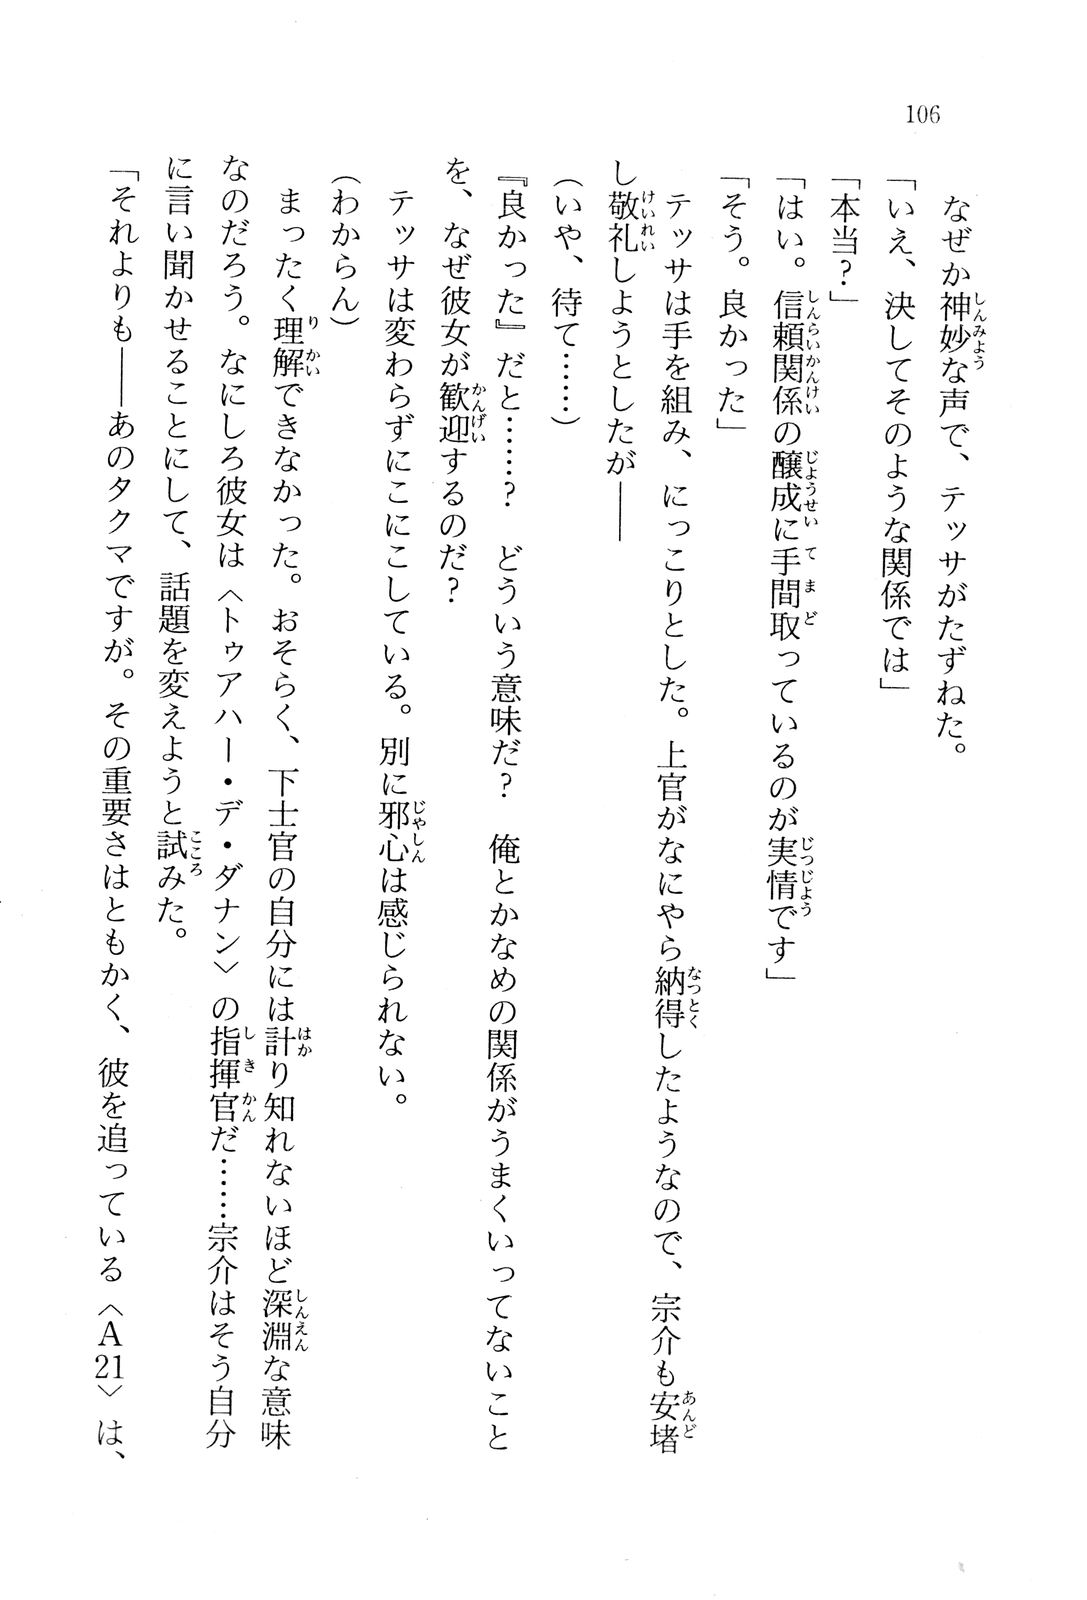 106
なぜか神妙な声で、テッサがたずねた。
「いえ、決してそのような関係では」
「本当?」
「はい。信頼関係の醸成に手間取っているのが実情です」
「そう。良かった」
テッサは手を組み、にっこりとした。上官がなにやら納得したようなので、宗介も安堵
し敬礼しようとしたが――
(いや、待て……)
『良かった』だと……? どういう意味だ? 俺とかなめの関係がうまくいってないこと
を、なぜ彼女が歓迎するのだ?
テッサは変わらずにこにこしている。別に邪心は感じられない。
(わからん)
まったく理解できなかった。おそらく、下士官の自分には計り知れないほど深淵な意味
なのだろう。なにしろ彼女は〈トゥアハー・デ・ダナン〉の指揮官だ……宗介はそう自分
に言い聞かせることにして、話題を変えようと試みた。
「それよりも――あのタクマですが。その重要さはともかく、彼を追っている〈A21〉は、